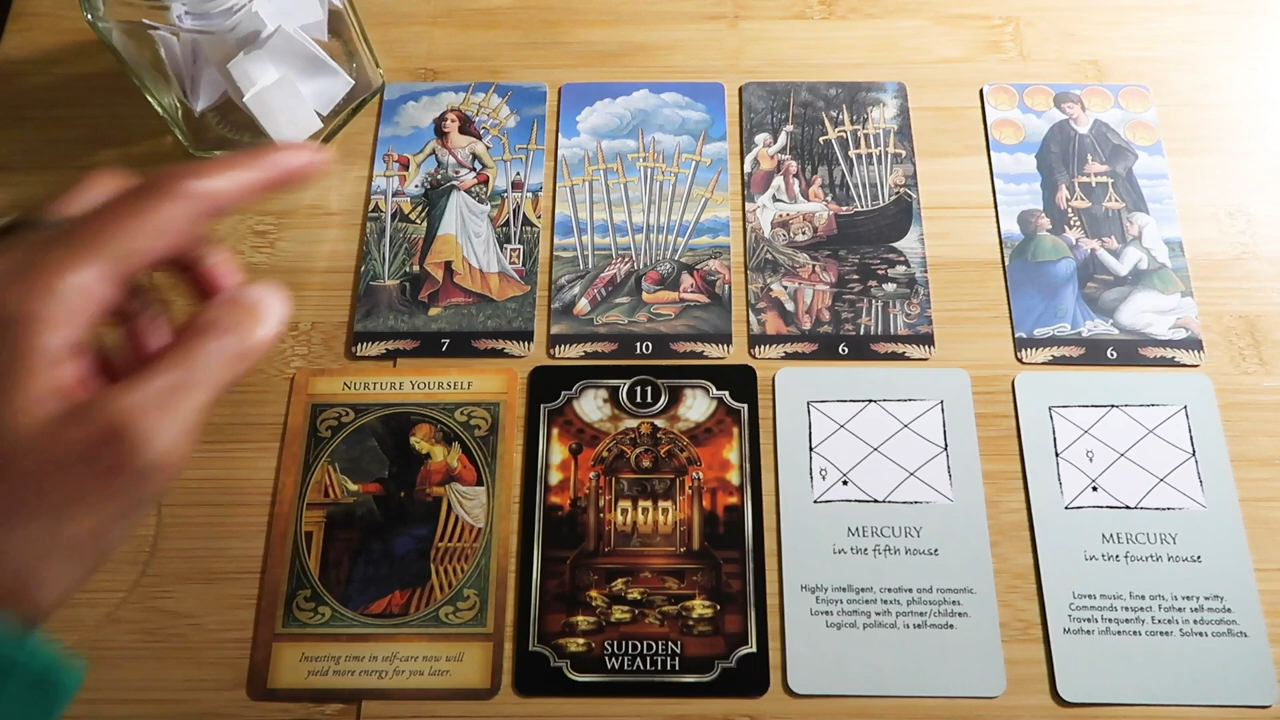 7
10
6
6
NURTURE YOURSELF
Investing time in self-care now will
yield more energy for you later.
11
777
SUDDEN
WEALTH
MERCURY
in the fifth house
Highly intelligent, creative and romantic.
Enjoys ancient texts, philosophies.
Loves chatting with partner/children.
Logical, political, is self-made.
MERCURY
in the fourth house
Loves music, fine arts, is very witty.
Commands respect. Father self-made.
Travels frequently. Excels in education.
Mother influences career. Solves conflicts.